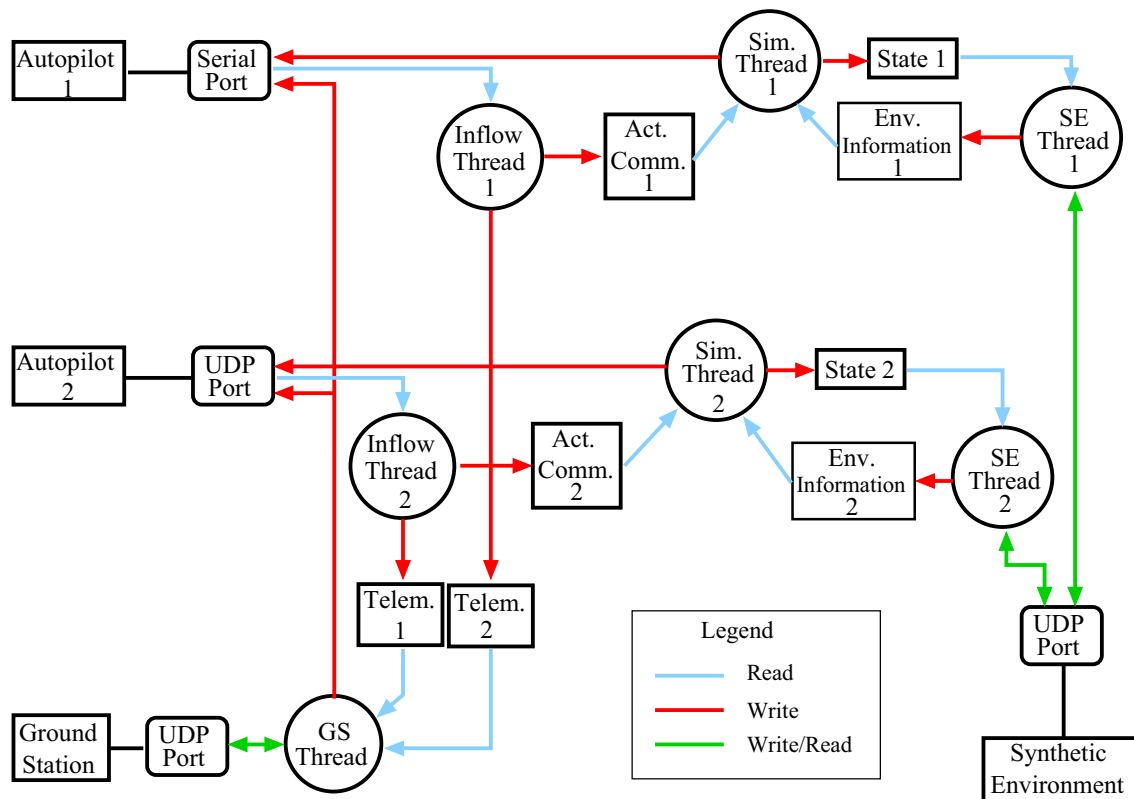 Autopilot
1
Serial
Port
Sim.
Thread
1
State 1
Inflow
Thread
1
Act.
Comm.
1
Env.
Information
1
SE
Thread
1
Autopilot
2
UDP
Port
Sim.
Thread
2
State 2
Inflow
Thread
2
Act.
Comm.
2
Env.
Information
2
SE
Thread
2
Telem.
1
Telem.
2
Legend
Read
Write
Write/Read
UDP
Port
Ground
Station
UDP
Port
GS
Thread
Synthetic
Environment